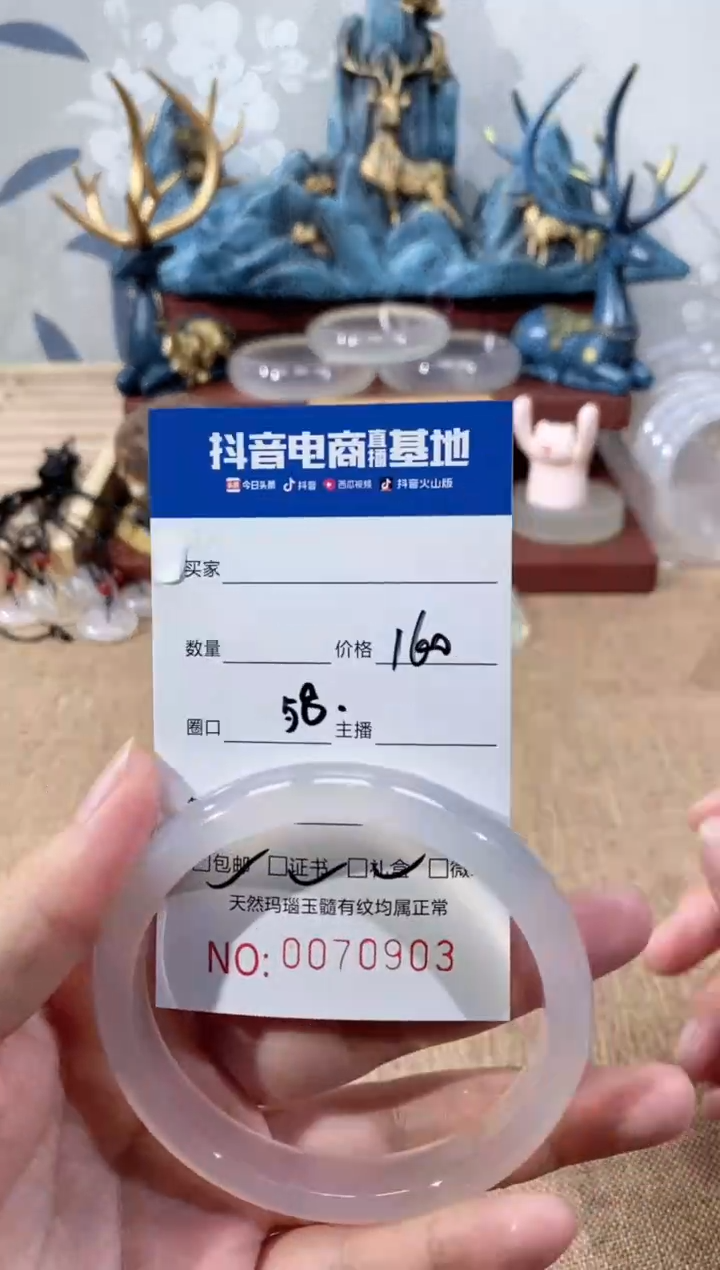 抖音电商直播基地
今日头条 抖音 西瓜视频 抖音火山版
买家
数量 价格 160
圈口 58. 主播
包邮 证书 礼盒 微
天然玛瑙玉髓有纹均属正常
NO: 0070903